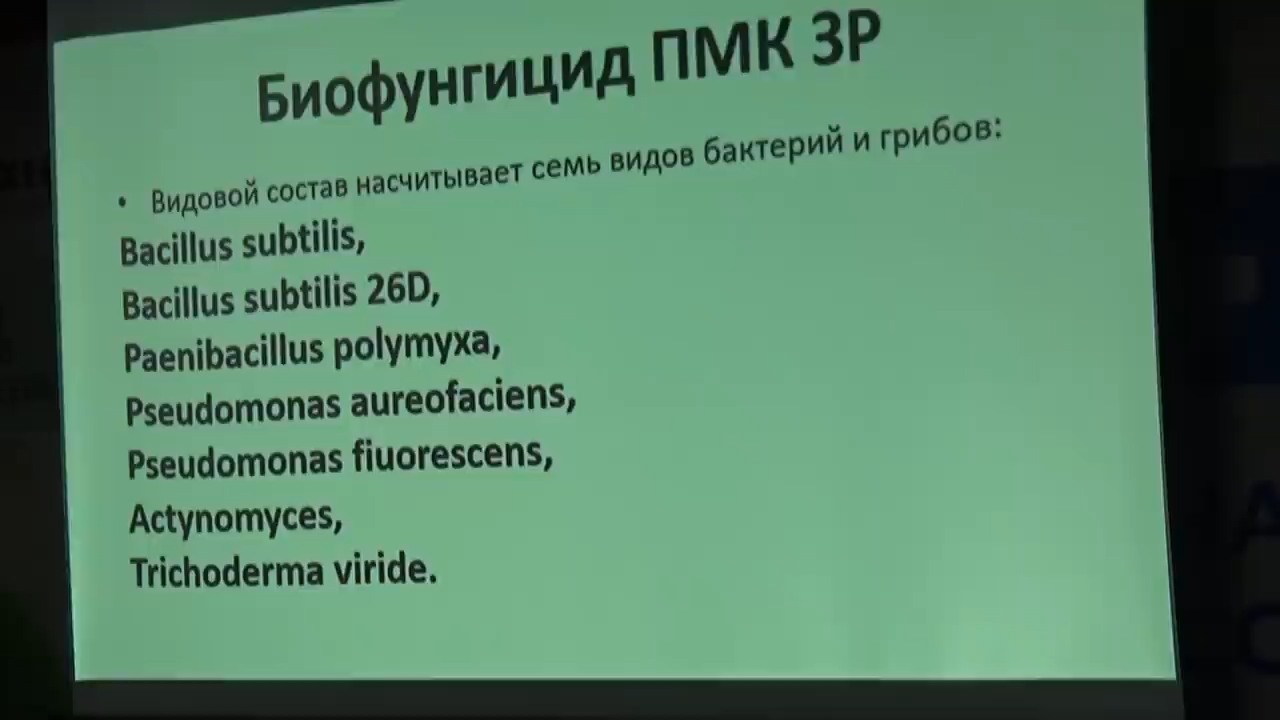 Биофунгицид ПМК ЗР
• Видовой состав насчитывает семь видов бактерий и грибов:
Bacillus subtilis,
Bacillus subtilis 26D,
Paenibacillus polymyxa,
Pseudomonas aureofaciens,
Pseudomonas fiuorescens,
Actynomyces,
Trichoderma viride.